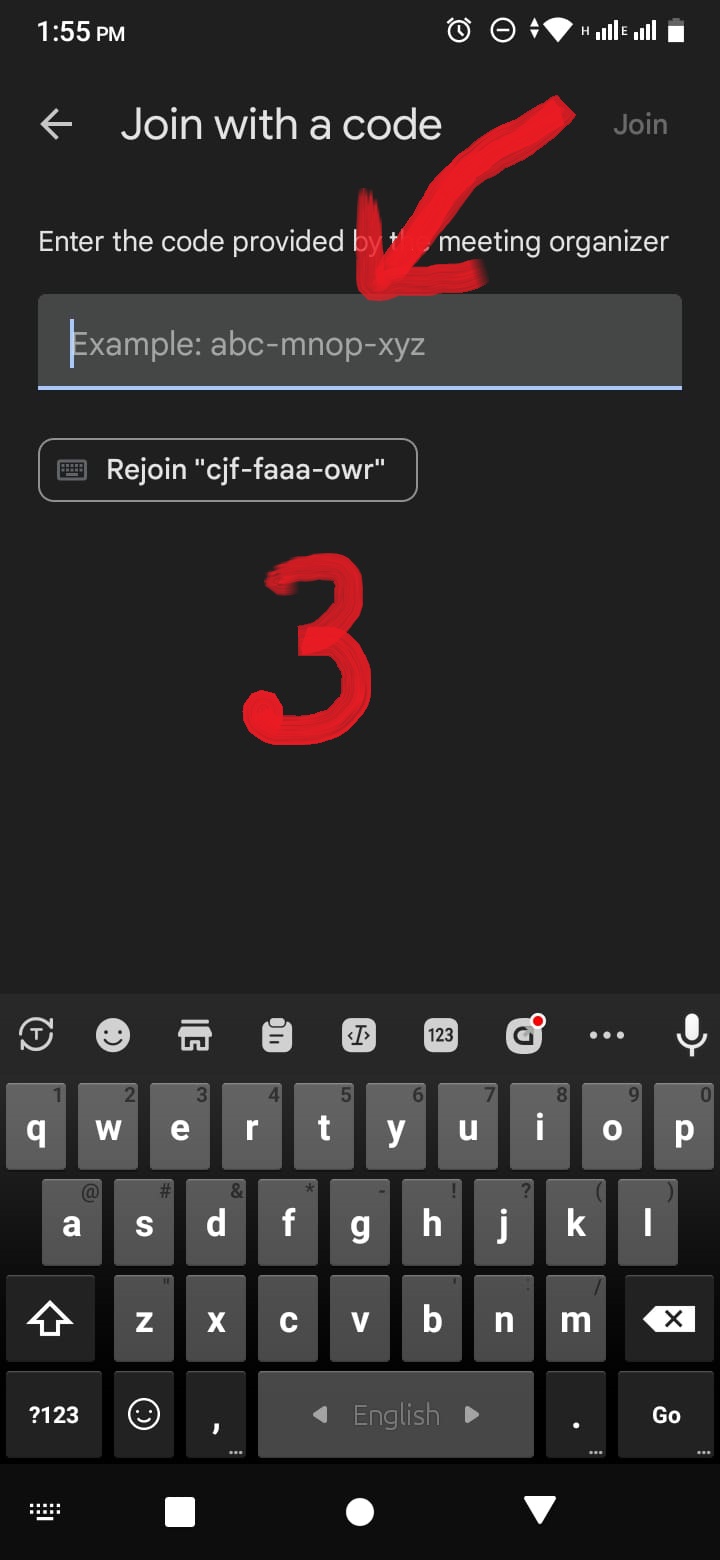 1:55 PM
H E
Join with a code
Join
Enter the code provided by the meeting organizer
Example: abc-mnop-xyz
Rejoin "cjf-faaa-owr"
3
T I 123 G
1 2 3 4 5 6 7 8 9 0
q w e r t y u i o p
@ # & * - ! ? ( )
a s d f g h j k l
" ' : /
z x c v b n m
?123 , ... English . ... Go ...